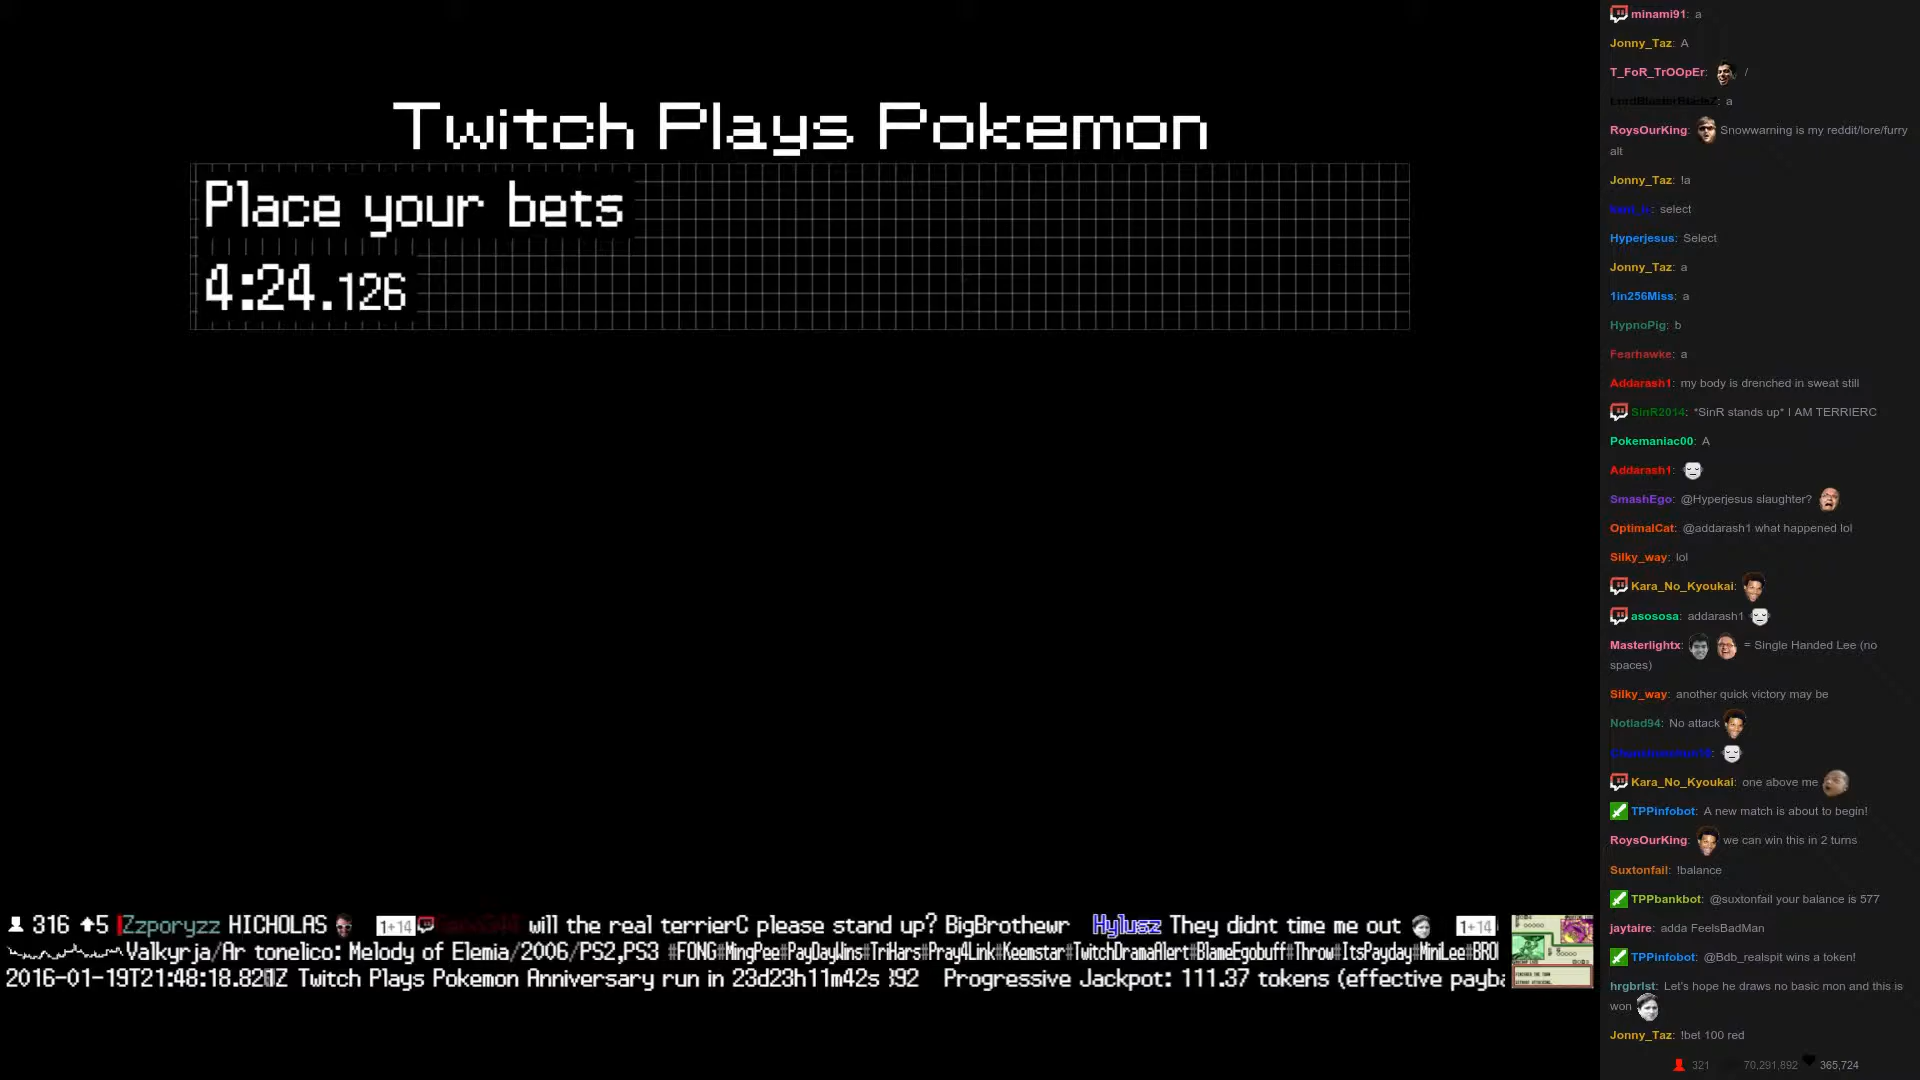 Twitch Plays Pokemon
Place your bets
4:24.126
316 5 Zzporyzz HICHOLAS 1+14 will the real terrierC please stand up? BigBrothewr Hylusz They didnt time me out 1+14
Valkyrja/Ar tonelico: Melody of Elemia/2006/PS2,PS3 #FONG#MingPee#PayDayWins#TriHars#Pray4Link#Keemstar#TwitchDramaAlert#BlameEgobuff#Throw#ItsPayday#MiniLee#BRO
Twitch Plays Pokemon Anniversary run in 23d23h11m42s Progressive Jackpot: 111.37 tokens (effective payb
minami91: a
Jonny_Taz: A
T_FoR_TrOOpEr: /
LordBlasterBladeZ: a
RoysOurKing: Snowwarning is my reddit/lore/furry
alt
Jonny_Taz: !a
select
Hyperjesus: Select
Jonny_Taz: a
1in256Miss: a
HypnoPig: b
Fearhawke: a
Addarash1: my body is drenched in sweat still
SinR2014: *SinR stands up* I AM TERRIERC
Pokemaniac00: A
Addarash1:
SmashEgo: @Hyperjesus slaughter?
OptimalCat: @addarash1 what happened lol
Silky_way: lol
Kara_No_Kyoukai:
asososa: addarash1
Masterlightx: = Single Handed Lee (no
spaces)
Silky_way: another quick victory may be
Notiad94: No attack
Kara_No_Kyoukai: one above me
TPPinfobot: A new match is about to begin!
RoysOurKing: we can win this in 2 turns
Suxtonfail: !balance
TPPbankbot: @suxtonfail your balance is 577
jaytaire: adda FeelsBadMan
TPPinfobot: @Bdb_realspit wins a token!
hrgbrlst: Let's hope he draws no basic mon and this is
won
Jonny_Taz: !bet 100 red
321 70,291,892 365,724